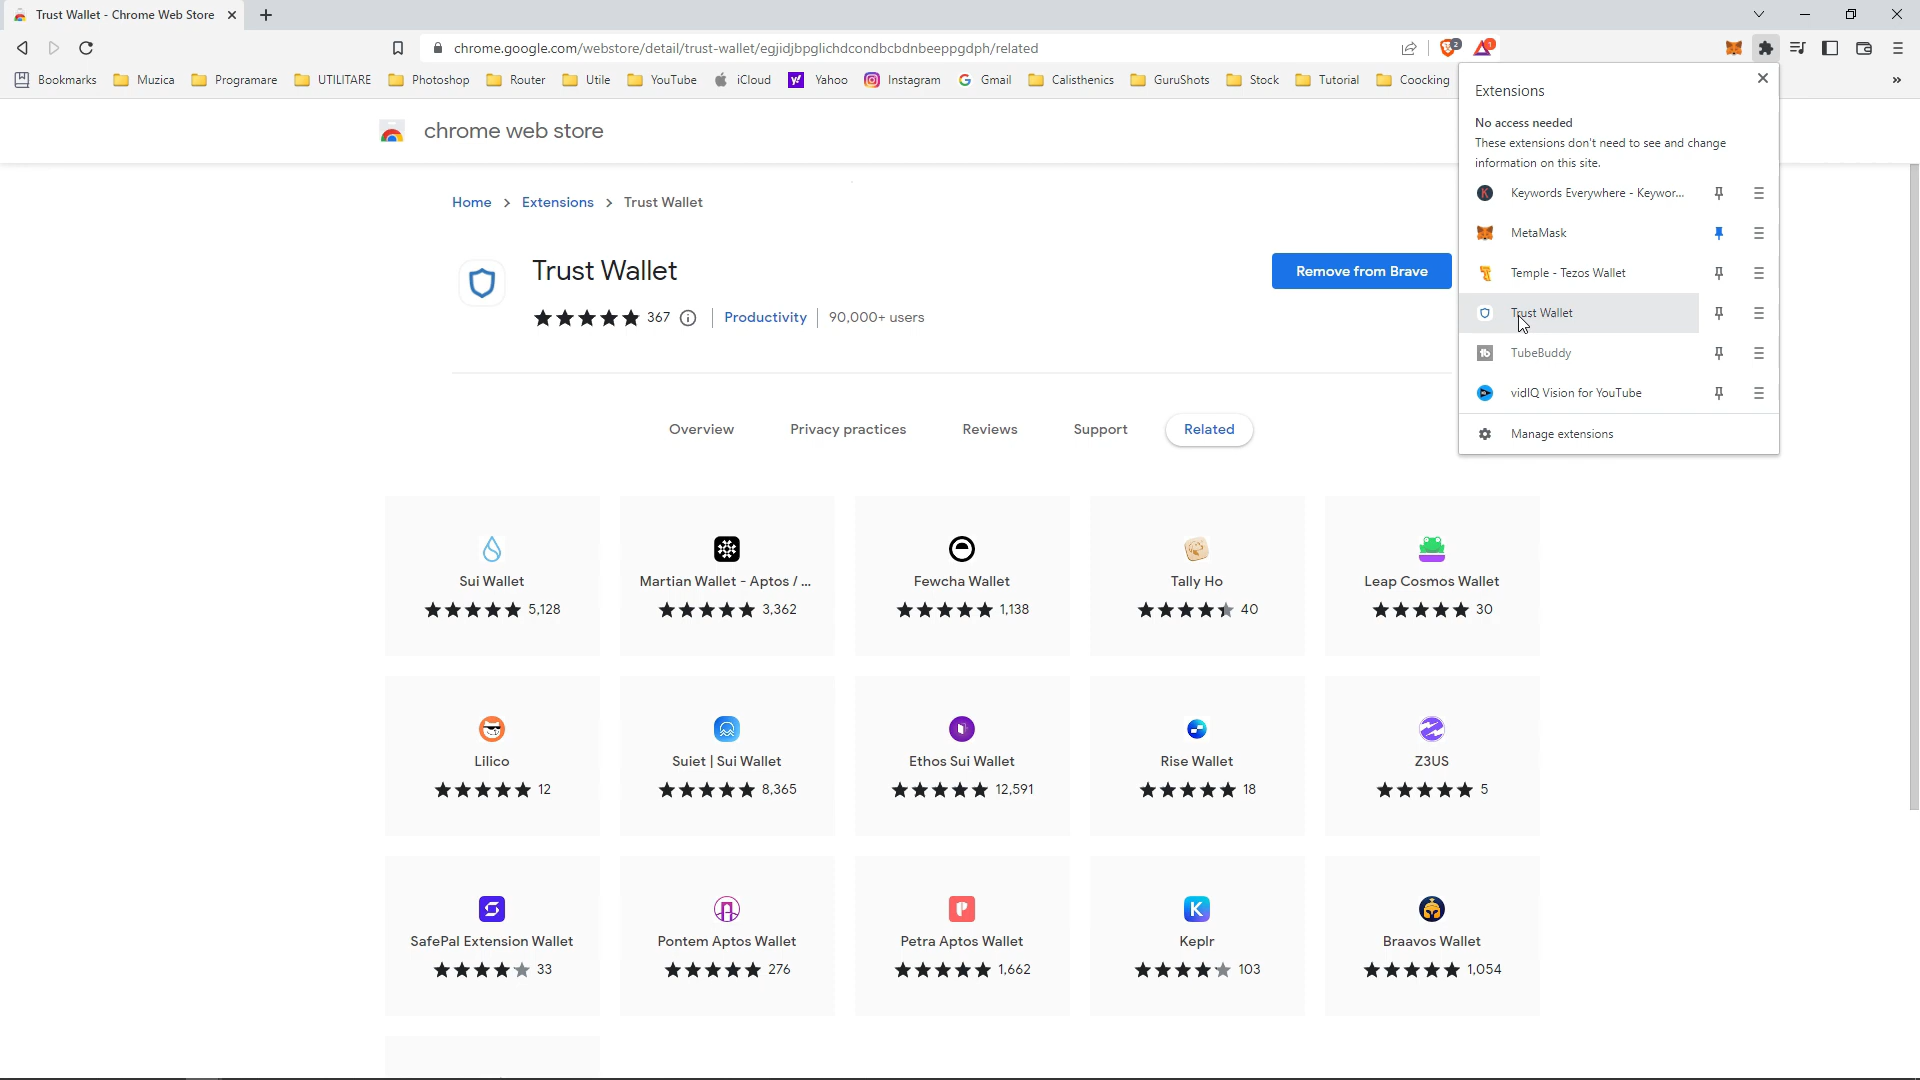 Trust Wallet - Chrome Web Store
chrome.google.com/webstore/detail/trust-wallet/egjidjbpglichdcondbcbdnbeeppgdph/related
2
1
Bookmarks Muzica Programare UTILITARE Photoshop Router Utile YouTube iCloud Yahoo Instagram Gmail Calisthenics GuruShots Stock Tutorial Coocking
chrome web store
Home > Extensions > Trust Wallet
Trust Wallet
367 Productivity 90,000+ users
Remove from Brave
Overview Privacy practices Reviews Support Related
Extensions
No access needed
These extensions don't need to see and change
information on this site.
Keywords Everywhere - Keywor...
MetaMask
Temple - Tezos Wallet
Trust Wallet
TubeBuddy
vidIQ Vision for YouTube
Manage extensions
Sui Wallet
5,128
Martian Wallet - Aptos / ...
3,362
Fewcha Wallet
1,138
Tally Ho
40
Leap Cosmos Wallet
30
Lilico
12
Suiet | Sui Wallet
8,365
Ethos Sui Wallet
12,591
Rise Wallet
18
Z3US
5
SafePal Extension Wallet
33
Pontem Aptos Wallet
276
Petra Aptos Wallet
1,662
Keplr
103
Braavos Wallet
1,054